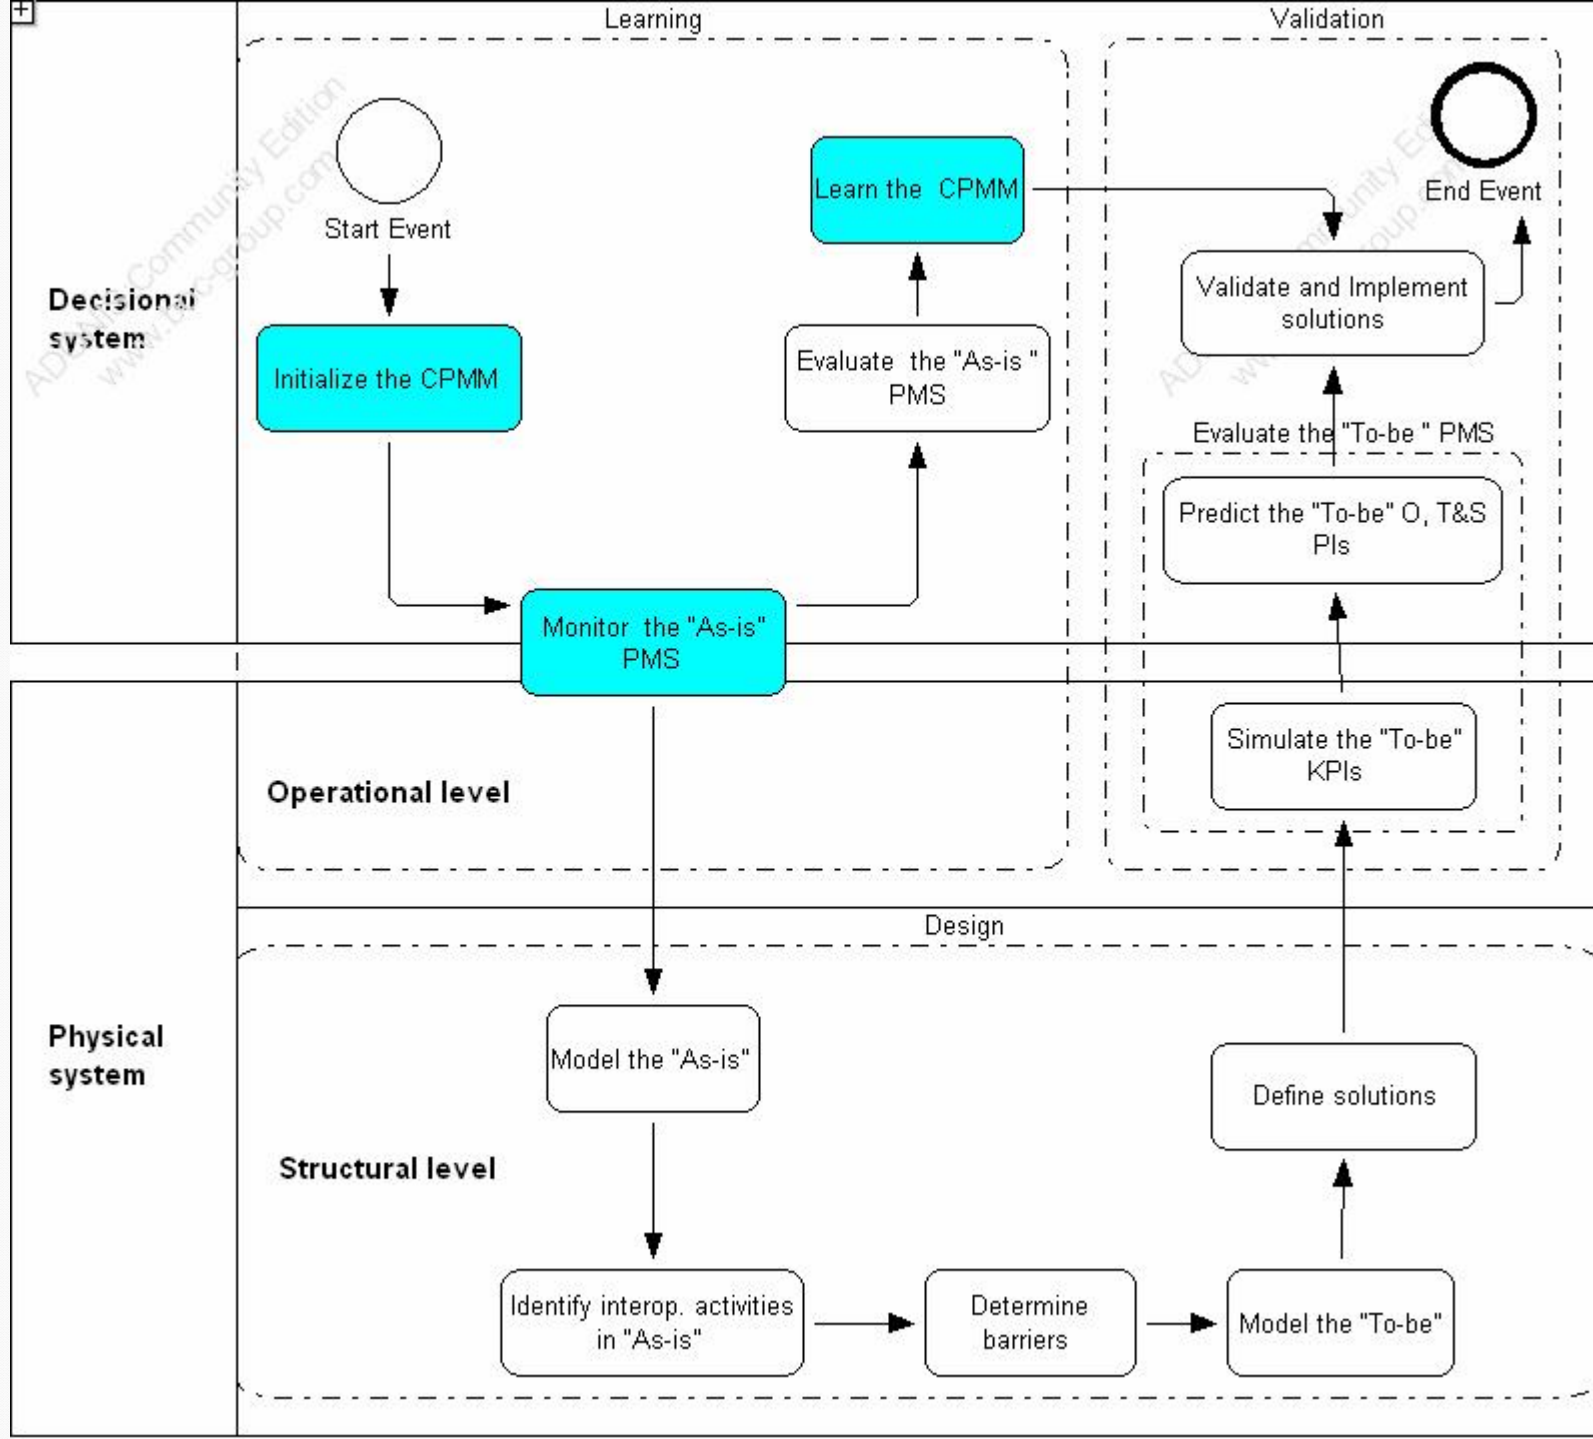 Learning
Validation
Start Event
End Event
Learn the CPMM
Decisional
system
Validate and Implement
solutions
Initialize the CPMM
Evaluate the "As-is "
PMS
Evaluate the "To-be " PMS
Predict the "To-be" O, T&S
PIs
Monitor the "As-is"
PMS
Simulate the "To-be"
KPIs
Operational level
Design
Physical
system
Model the "As-is"
Define solutions
Structural level
Identify interop. activities
in "As-is"
Determine
barriers
Model the "To-be"